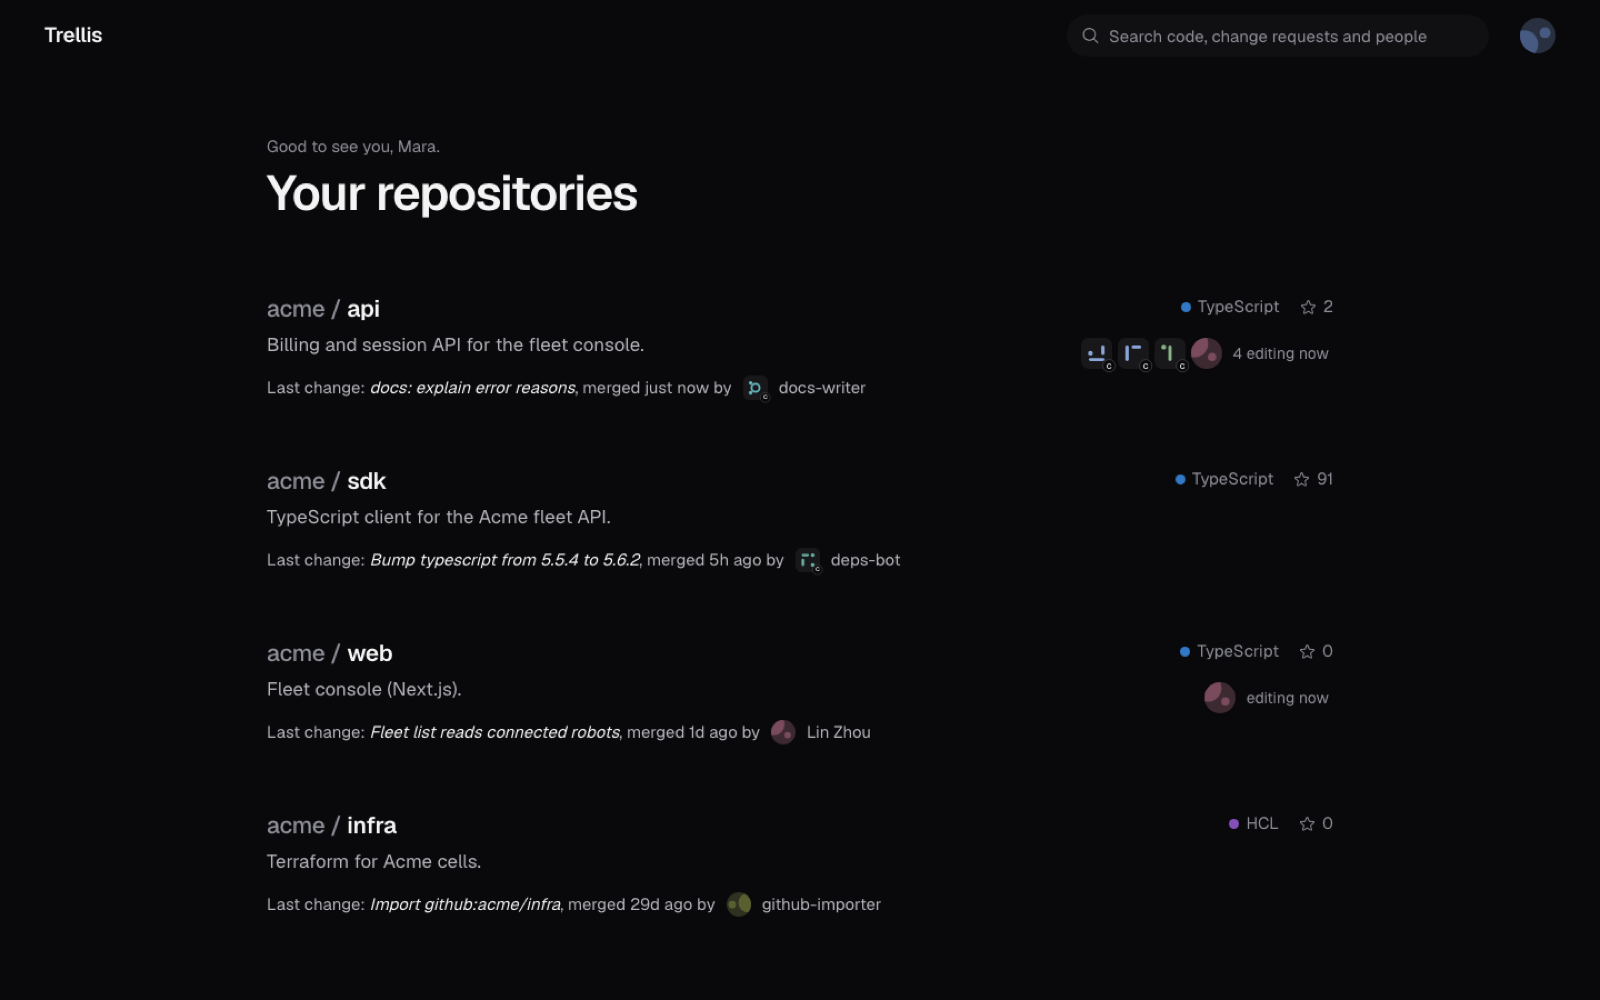 Trellis
Search code, change requests and people
Good to see you, Mara.
Your repositories
acme / api
TypeScript 2
Billing and session API for the fleet console.
4 editing now
Last change: docs: explain error reasons, merged just now by docs-writer
acme / sdk
TypeScript 91
TypeScript client for the Acme fleet API.
Last change: Bump typescript from 5.5.4 to 5.6.2, merged 5h ago by deps-bot
acme / web
TypeScript 0
Fleet console (Next.js).
editing now
Last change: Fleet list reads connected robots, merged 1d ago by Lin Zhou
acme / infra
HCL 0
Terraform for Acme cells.
Last change: Import github:acme/infra, merged 29d ago by github-importer